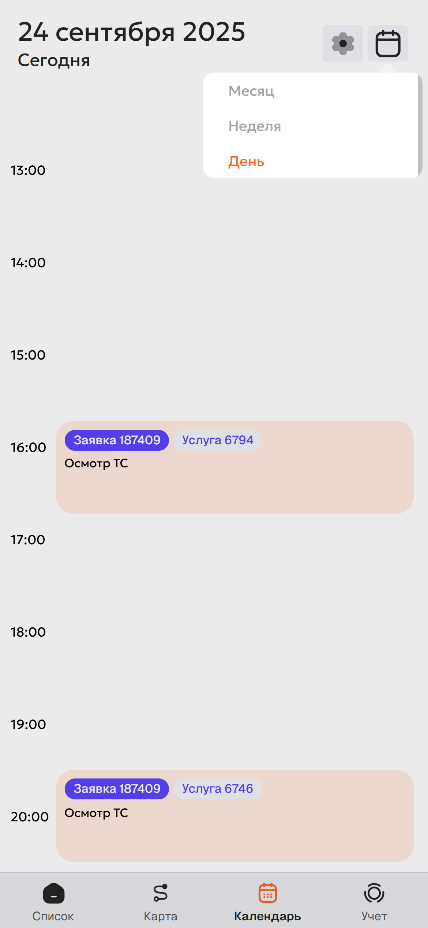 24 сентября 2025
Сегодня
Месяц
Неделя
День
13:00
14:00
15:00
16:00
Заявка 187409 Услуга 6794
Осмотр ТС
17:00
18:00
19:00
Заявка 187409 Услуга 6746
20:00
Осмотр ТС
Список Карта Календарь Учет